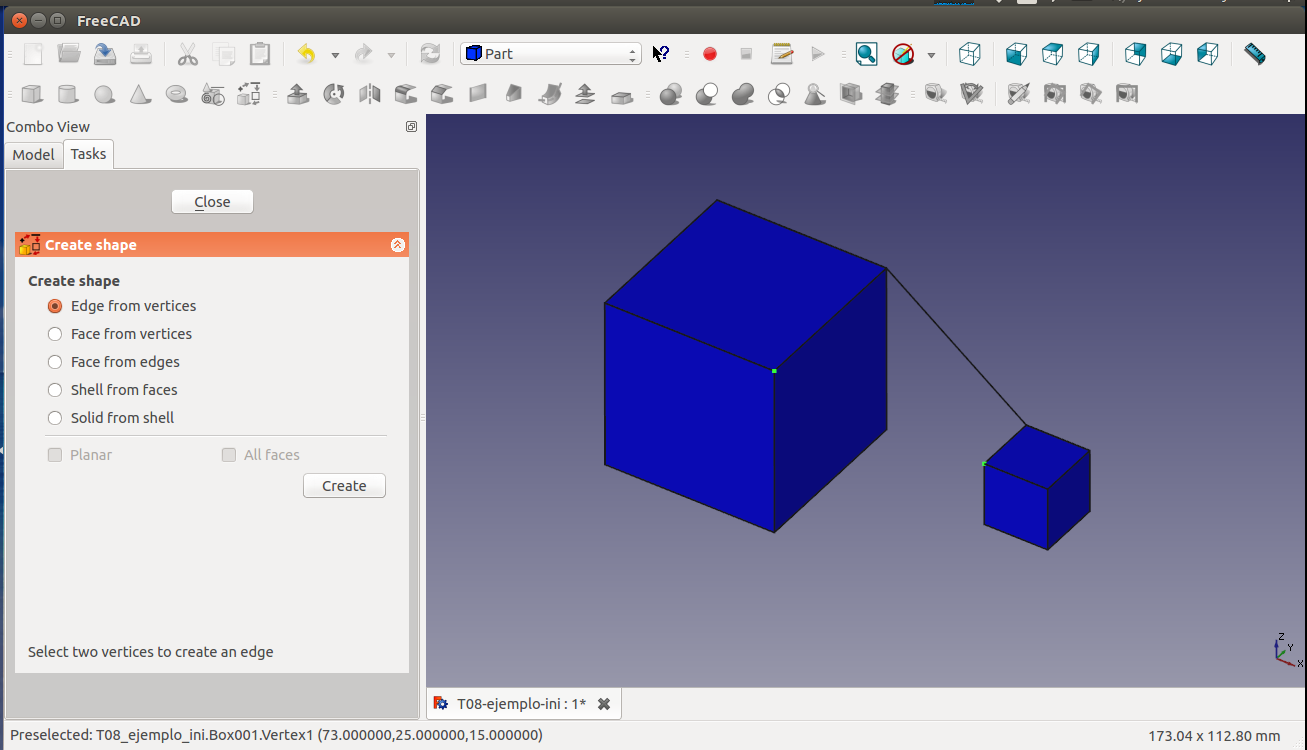 FreeCAD
Part
Combo View
Model Tasks
Close
Create shape
Create shape
Edge from vertices
Face from vertices
Face from edges
Shell from faces
Solid from shell
Planar All faces
Create
Select two vertices to create an edge
Z
Y
X
T08-ejemplo-ini : 1*
Preselected: T08_ejemplo_ini.Box001.Vertex1 (73.000000,25.000000,15.000000)
173.04 x 112.80 mm